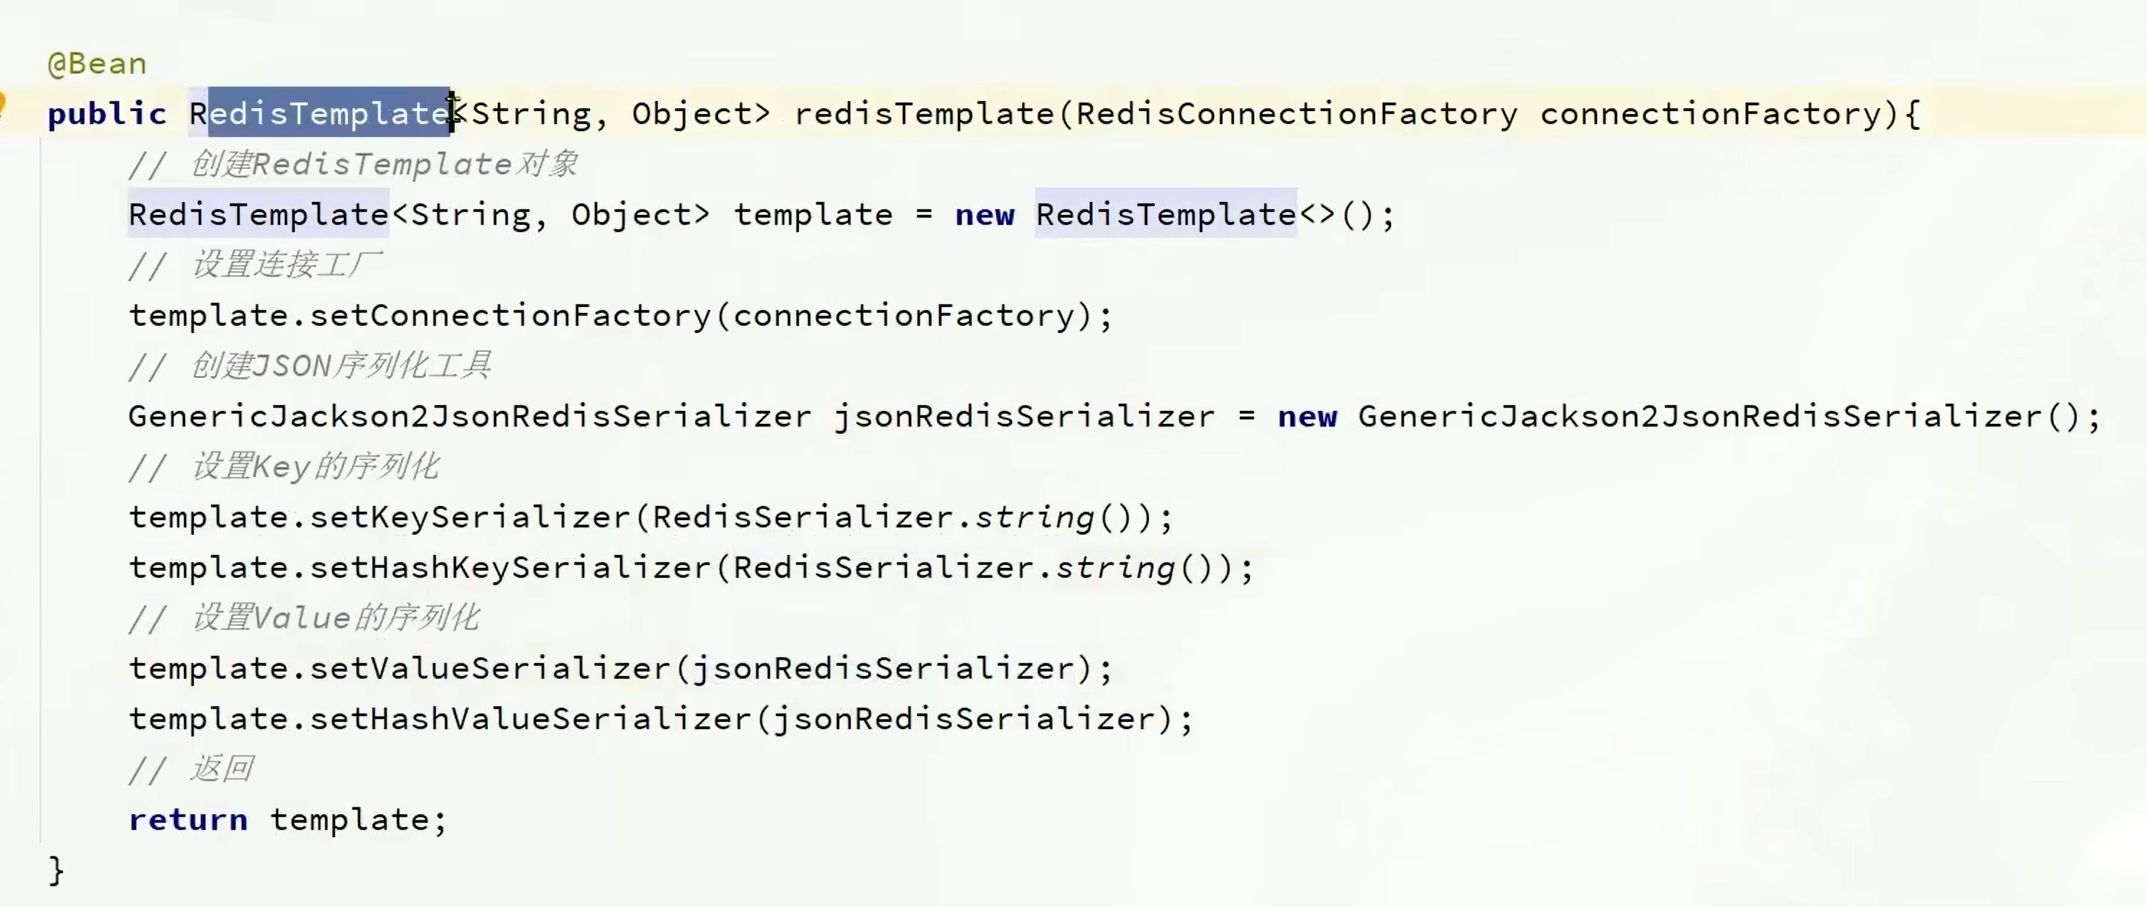 @Bean
public RedisTemplate<String, Object> redisTemplate(RedisConnectionFactory connectionFactory){
// 创建RedisTemplate对象
RedisTemplate<String, Object> template = new RedisTemplate<>();
// 设置连接工厂
template.setConnectionFactory(connectionFactory);
// 创建JSON序列化工具
GenericJackson2JsonRedisSerializer jsonRedisSerializer = new GenericJackson2JsonRedisSerializer();
// 设置Key的序列化
template.setKeySerializer(RedisSerializer.string());
template.setHashKeySerializer(RedisSerializer.string());
// 设置Value的序列化
template.setValueSerializer(jsonRedisSerializer);
template.setHashValueSerializer(jsonRedisSerializer);
// 返回
return template;
}